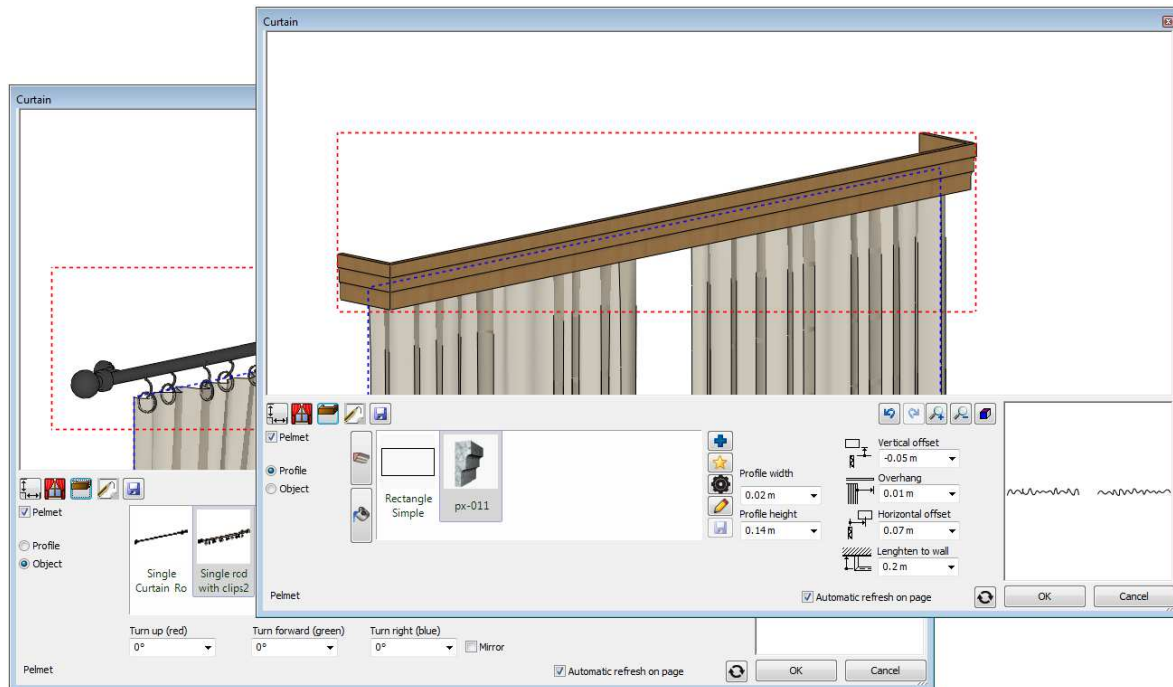 Curtain
Pelmet
Profile
Object
Rectangle
Simple
px-011
Profile width
0.02 m
Profile height
0.14 m
Vertical offset
-0.05 m
Overhang
0.01 m
Horizontal offset
0.07 m
Lenghten to wall
0.2 m
Pelmet
Automatic refresh on page
OK
Cancel
Curtain
Pelmet
Profile
Object
Single
Curtain Ro
Single rod
with clips2
Turn up (red)
0°
Turn forward (green)
0°
Turn right (blue)
0°
Mirror
Pelmet
Automatic refresh on page
OK
Cancel